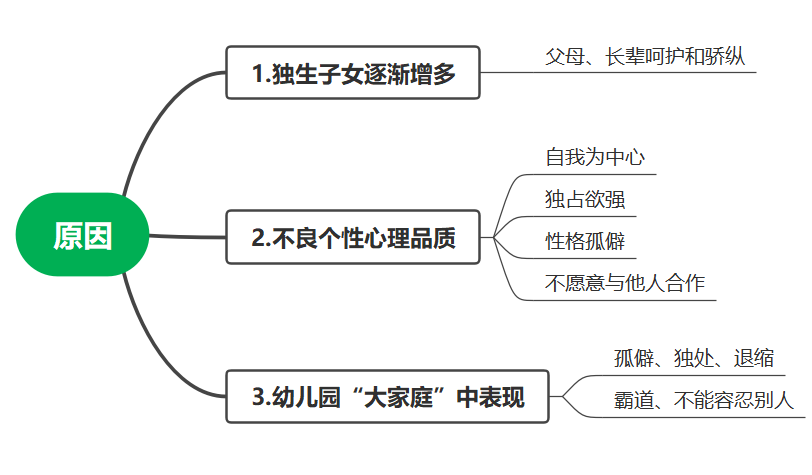 原因
1.独生子女逐渐增多
父母、长辈呵护和骄纵
2.不良个性心理品质
自我为中心
独占欲强
性格孤僻
不愿意与他人合作
3.幼儿园“大家庭”中表现
孤僻、独处、退缩
霸道、不能容忍别人